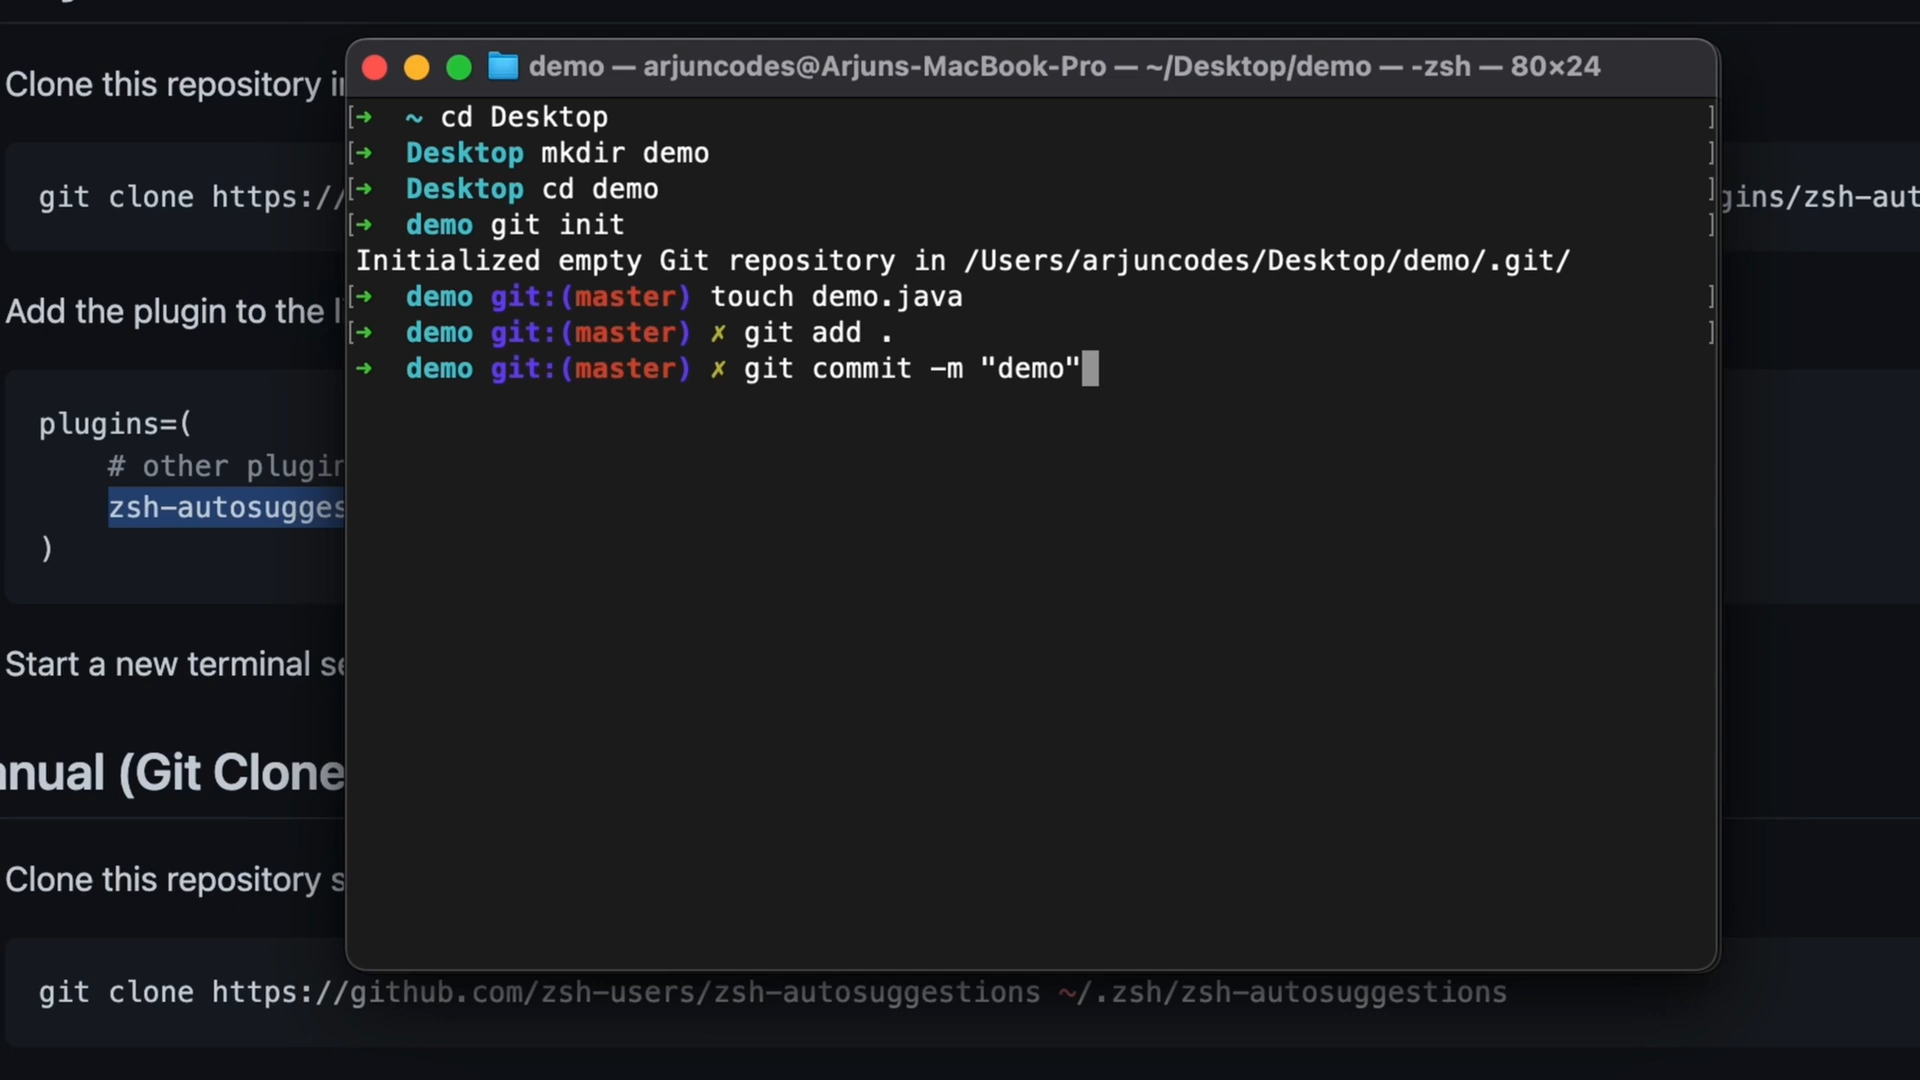 Clone this repository
git clone https://
gins/zsh-aut
Add the plugin to the
plugins=(
# other plugin
zsh-autosugges
)
Start a new terminal
anual (Git Clone
Clone this repository
git clone https://github.com/zsh-users/zsh-autosuggestions ~/.zsh/zsh-autosuggestions
demo — arjuncodes@Arjuns-MacBook-Pro — ~/Desktop/demo — -zsh — 80×24
[➜ ~ cd Desktop ]
[➜ Desktop mkdir demo ]
[➜ Desktop cd demo ]
[➜ demo git init ]
Initialized empty Git repository in /Users/arjuncodes/Desktop/demo/.git/
[➜ demo git:(master) touch demo.java ]
[➜ demo git:(master) ✗ git add . ]
➜ demo git:(master) ✗ git commit -m "demo"